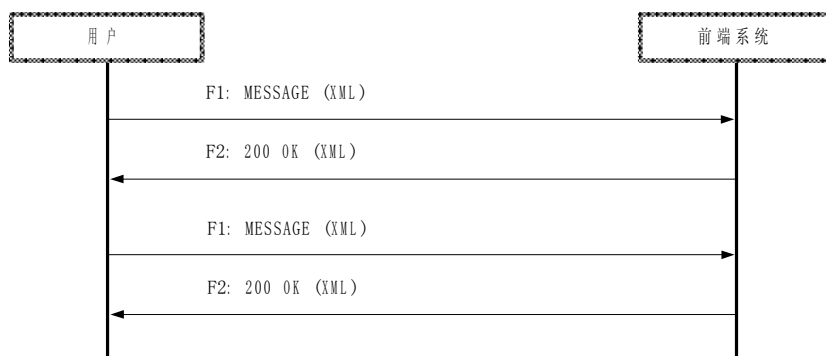 用户
前端系统
F1: MESSAGE (XML)
F2: 200 OK (XML)
F1: MESSAGE (XML)
F2: 200 OK (XML)